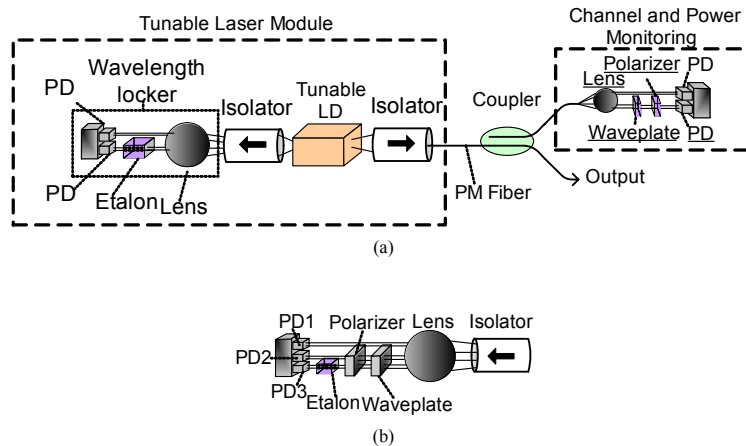 Tunable Laser Module
Channel and Power
Monitoring
Wavelength
locker
PD
Isolator
Tunable
LD
Isolator
Coupler
Polarizer
PD
Lens
Waveplate
PD
PD
Etalon
Lens
PM Fiber
Output
(a)
PD1
Polarizer
Lens
Isolator
PD2
PD3
Etalon
Waveplate
(b)